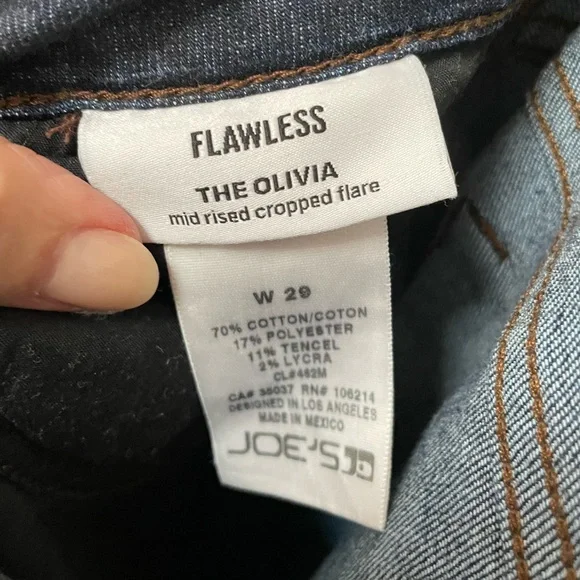 FLAWLESS
THE OLIVIA
mid rised cropped flare
W 29
70% COTTON/COTON
17% POLYESTER
11% TENCEL
2% LYCRA
CL#462M
CA# 35037 RN# 106214
DESIGNED IN LOS ANGELES
MADE IN MEXICO
JOE'S